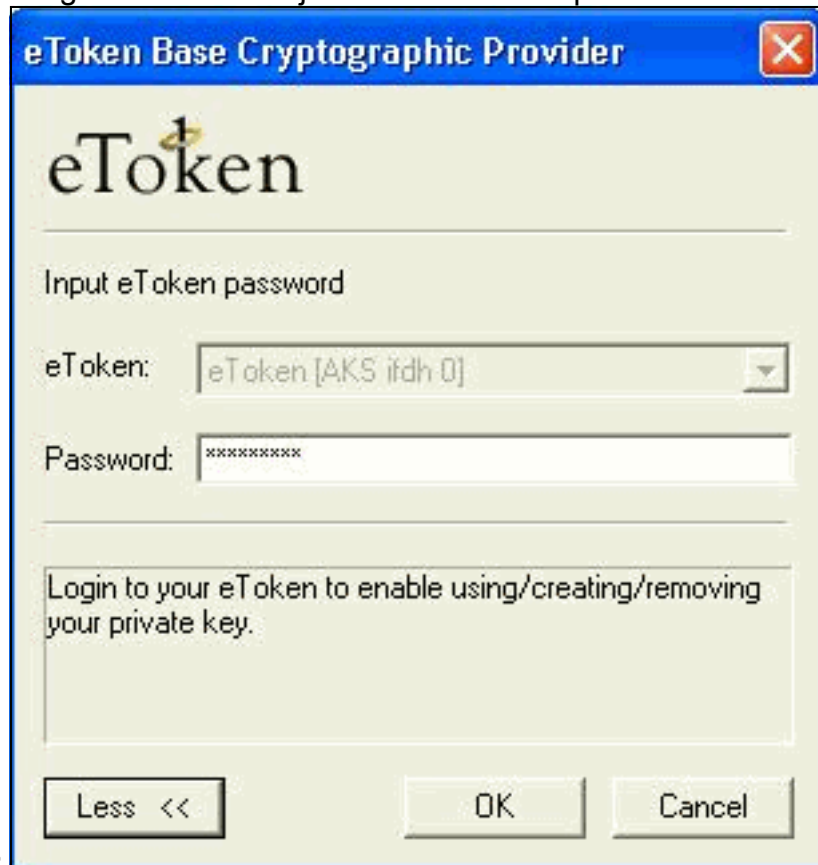 eToken Base Cryptographic Provider
eToken
Input eToken password
eToken: eToken [AKS ifdh 0]
Password: *********
Login to your eToken to enable using/creating/removing
your private key.
Less << OK Cancel